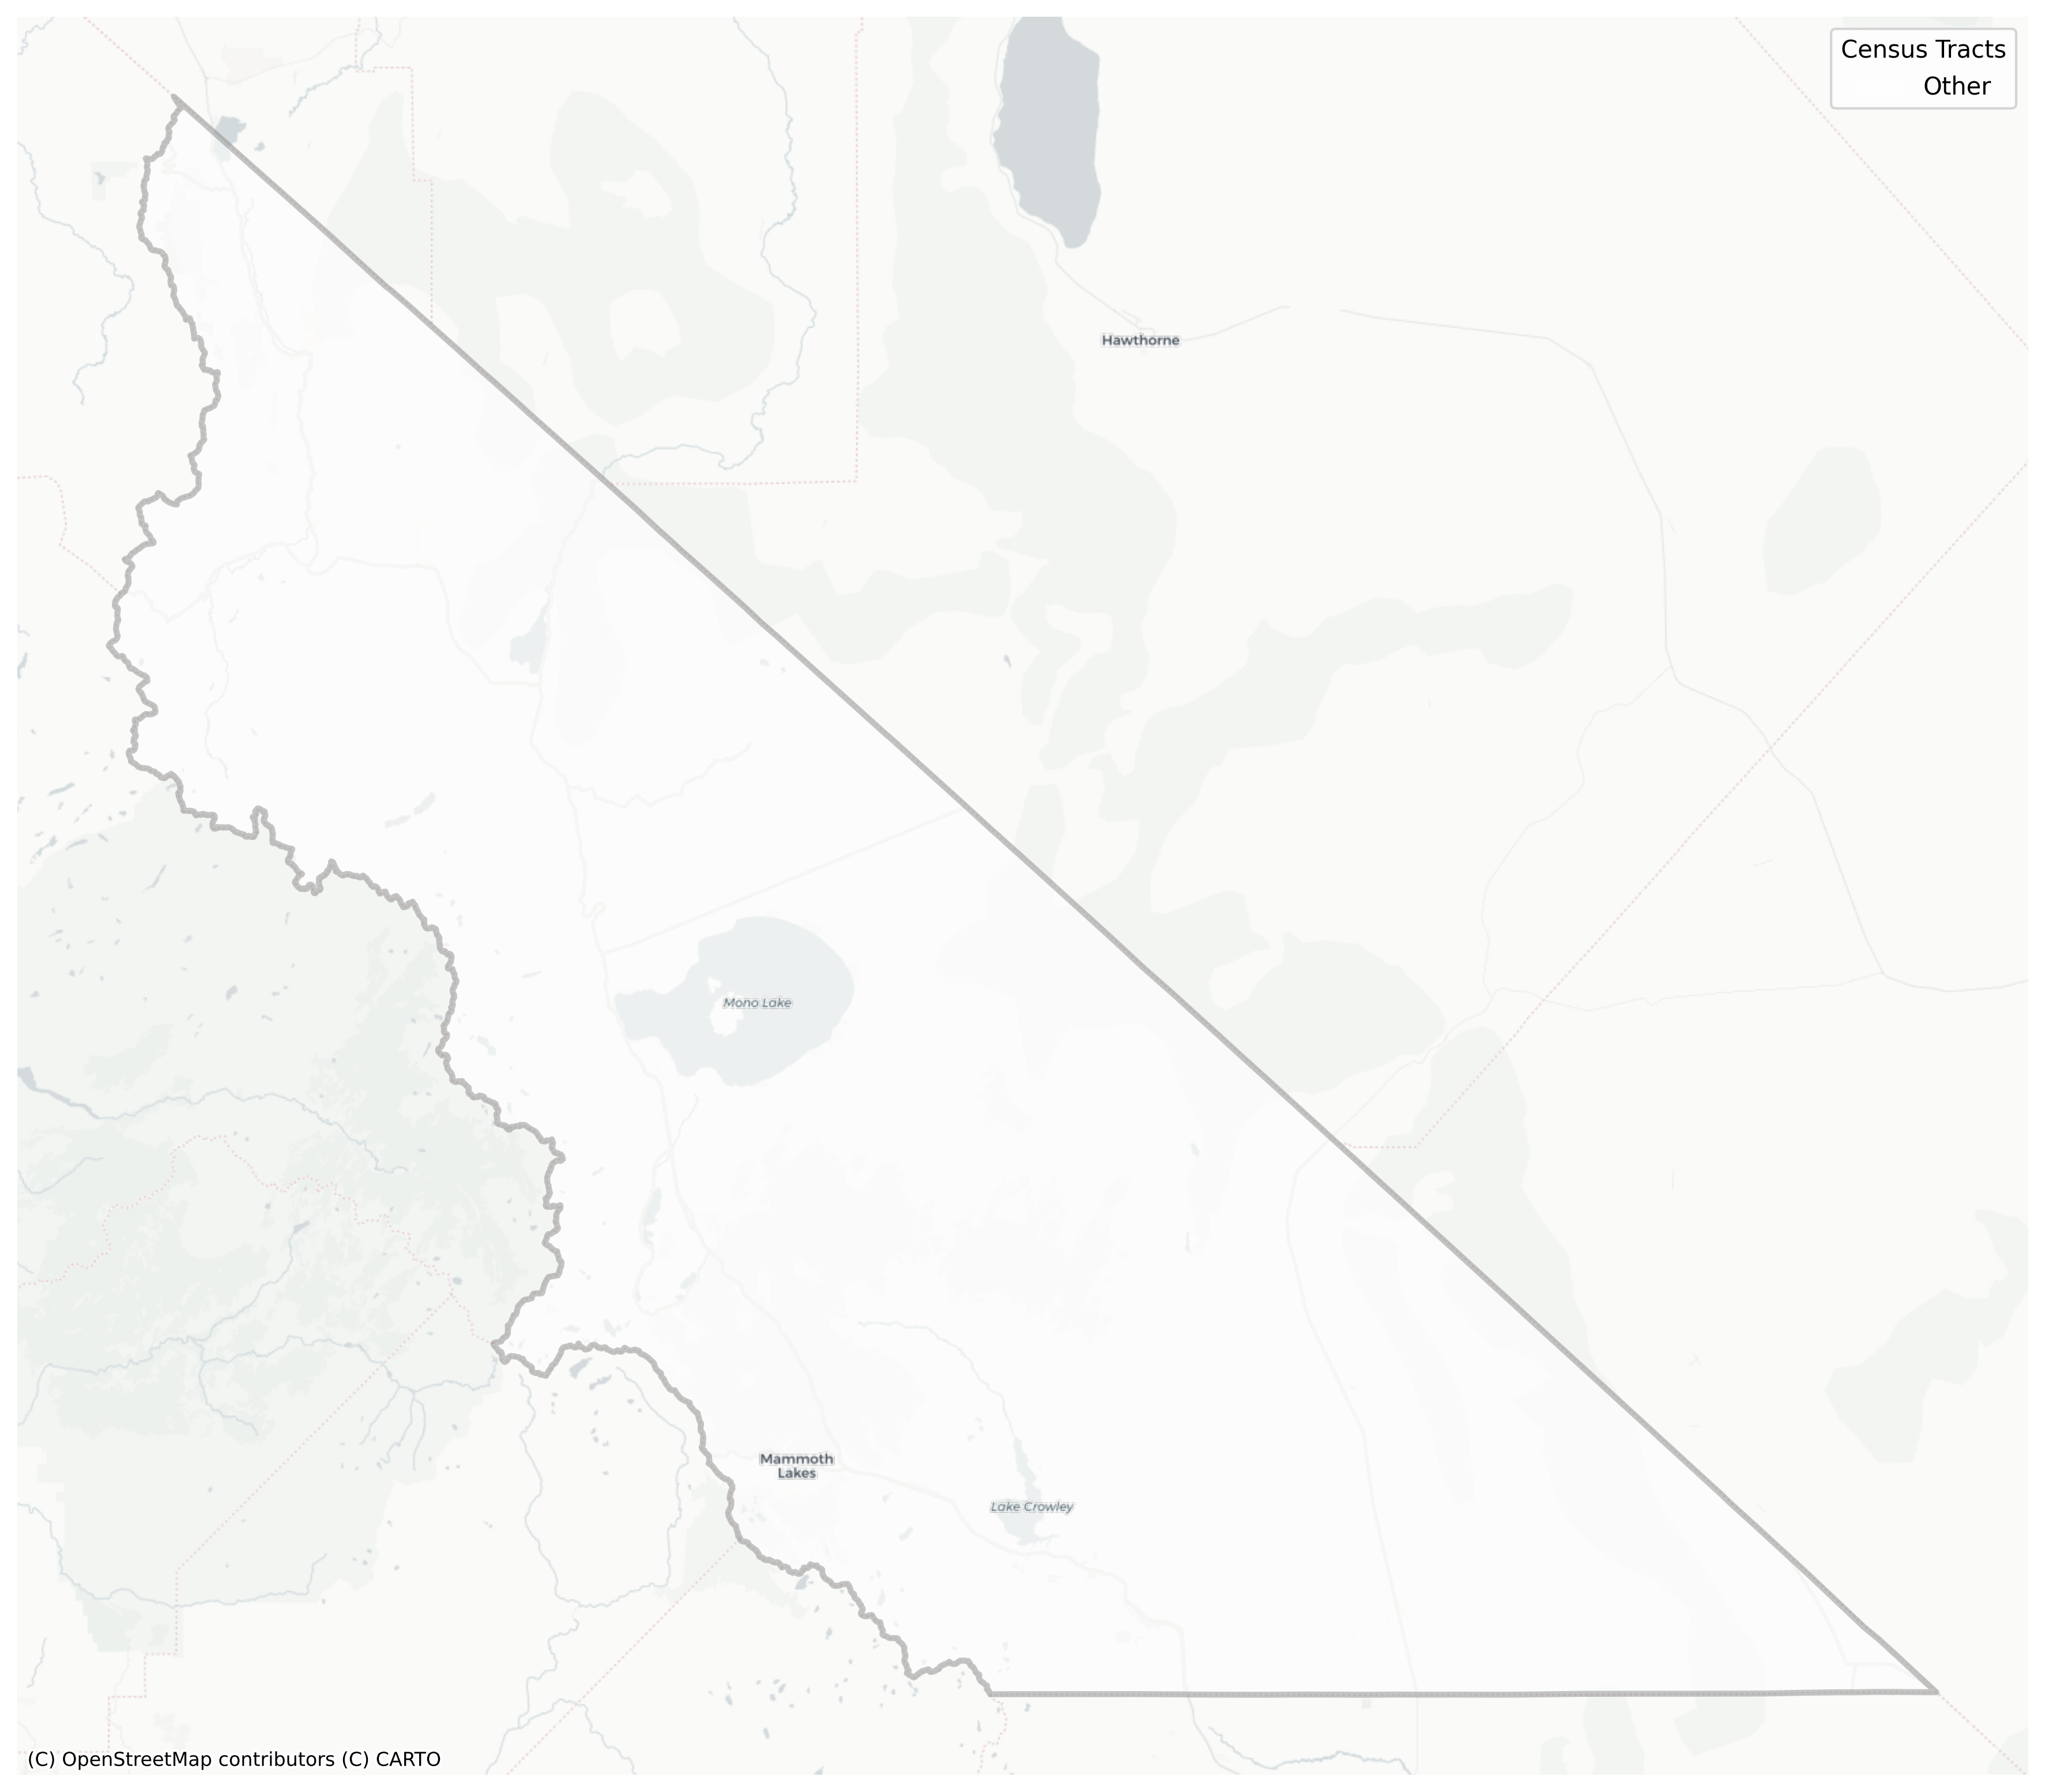 Census Tracts
Other
Hawthorne
Mono Lake
Mammoth
Lakes
Lake Crowley
(C) OpenStreetMap contributors (C) CARTO